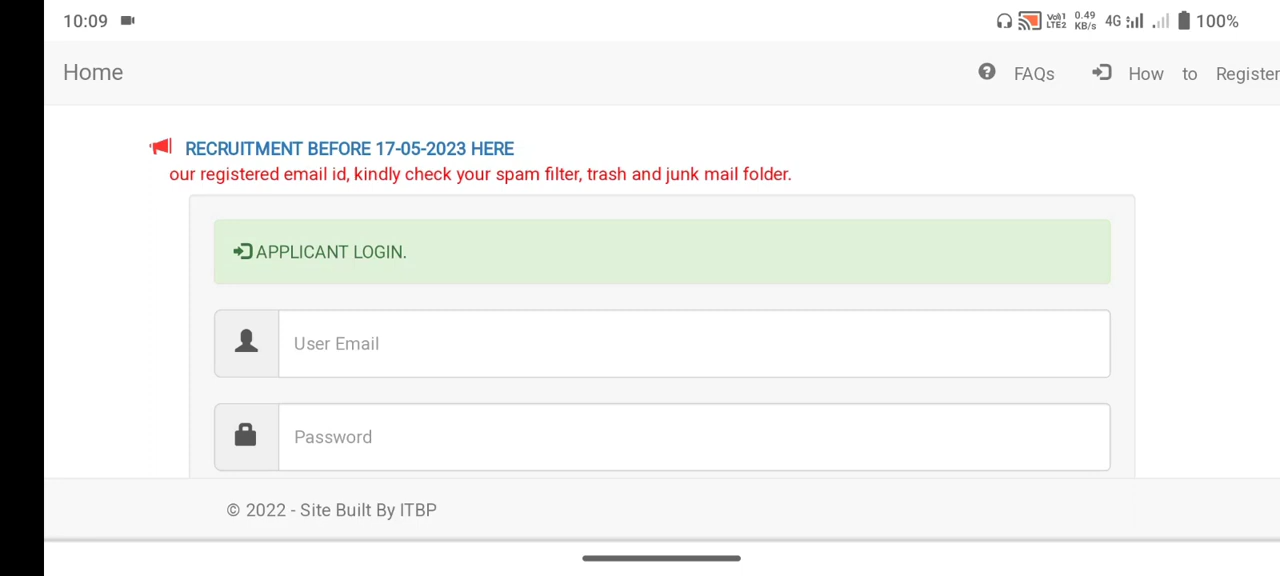 10:09 Vol1 LTE2 0.49 KB/s 4G 100%
Home FAQs How to Register
RECRUITMENT BEFORE 17-05-2023 HERE
our registered email id, kindly check your spam filter, trash and junk mail folder.
APPLICANT LOGIN.
User Email
Password
© 2022 - Site Built By ITBP